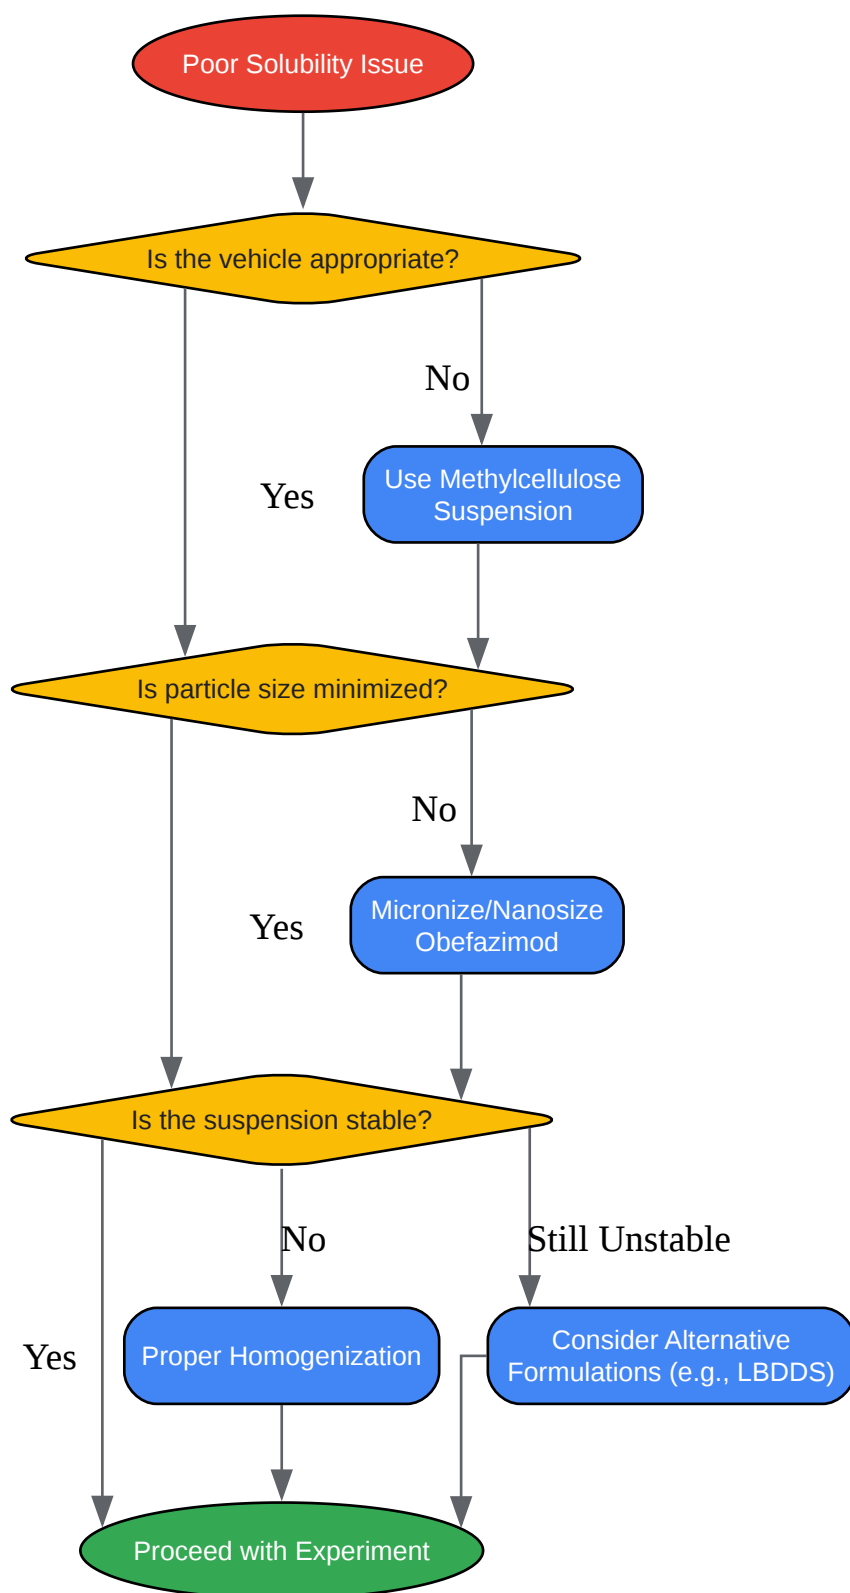 Poor Solubility Issue
Is the vehicle appropriate?
No
Yes
Use Methylcellulose
Suspension
Is particle size minimized?
No
Yes
Micronize/Nanosize
Obefazimod
Is the suspension stable?
No
Still Unstable
Yes
Proper Homogenization
Consider Alternative
Formulations (e.g., LBDDS)
Proceed with Experiment